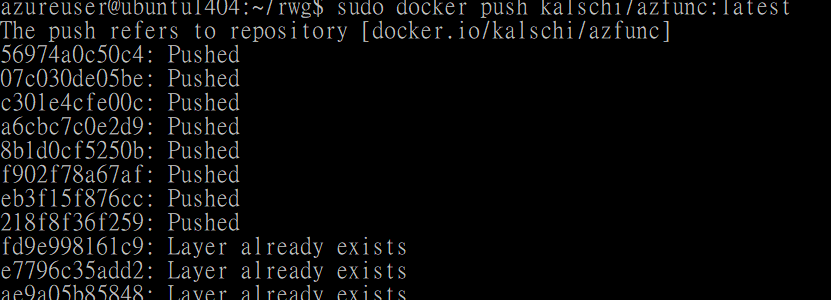 azureuser@ubuntu1404:~/rwg$ sudo docker push kalschi/azfunc:latest
The push refers to repository [docker.io/kalschi/azfunc]
56974a0c50c4: Pushed
07c030de05be: Pushed
c301e4cfe00c: Pushed
a6cbc7c0e2d9: Pushed
8b1d0cf5250b: Pushed
f902f78a67af: Pushed
eb3f15f876cc: Pushed
218f8f36f259: Pushed
fd9e998161c9: Layer already exists
e7796c35add2: Layer already exists
ae9a05b85848: Layer already exists